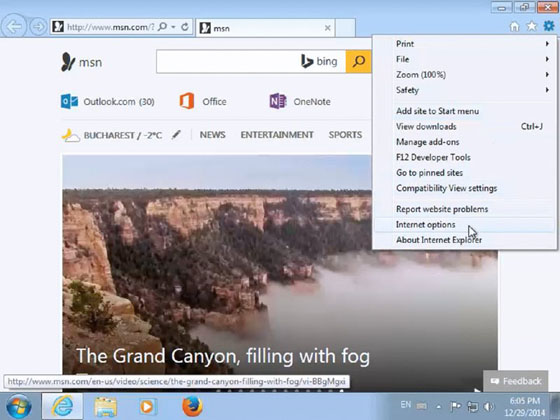 http://www.msn.com/?
msn
msn
bing
Outlook.com (30)
Office
OneNote
BUCHAREST / -2°C
NEWS
ENTERTAINMENT
SPORTS
Print
File
Zoom (100%)
Safety
Add site to Start menu
View downloads Ctrl+J
Manage add-ons
F12 Developer Tools
Go to pinned sites
Compatibility View settings
Report website problems
Internet options
About Internet Explorer
The Grand Canyon, filling with fog
http://www.msn.com/en-us/video/science/the-grand-canyon-filling-with-fog/vi-BBgMgxi
Feedback
EN
6:05 PM
12/29/2014